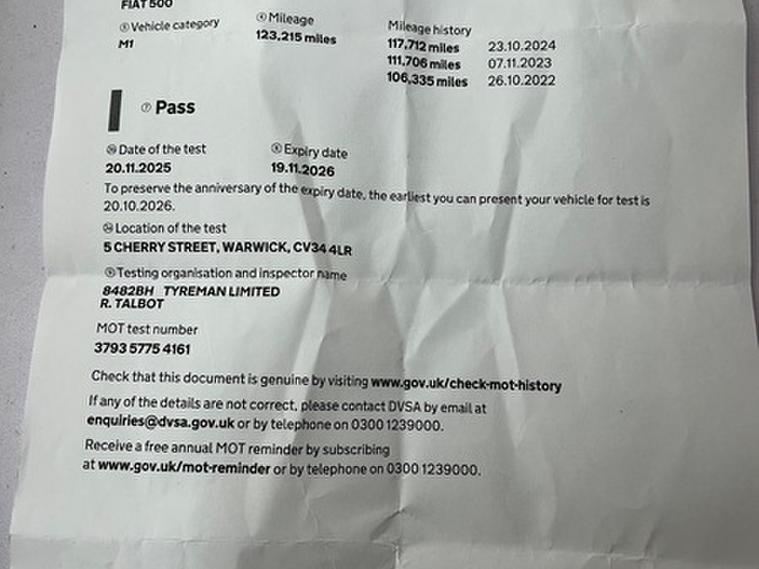 FIAT 500
⑤ Vehicle category
④ Mileage
Mileage history
M1
123,215 miles
117,712 miles 23.10.2024
111,706 miles 07.11.2023
106,335 miles 26.10.2022
⑦ Pass
Date of the test
⑧ Expiry date
20.11.2025
19.11.2026
To preserve the anniversary of the expiry date, the earliest you can present your vehicle for test is
20.10.2026.
Location of the test
5 CHERRY STREET, WARWICK, CV34 4LR
⑨ Testing organisation and inspector name
8482BH TYREMAN LIMITED
R. TALBOT
MOT test number
3793 5775 4161
Check that this document is genuine by visiting www.gov.uk/check-mot-history
If any of the details are not correct, please contact DVSA by email at
enquiries@dvsa.gov.uk or by telephone on 0300 1239000.
Receive a free annual MOT reminder by subscribing
at www.gov.uk/mot-reminder or by telephone on 0300 1239000.